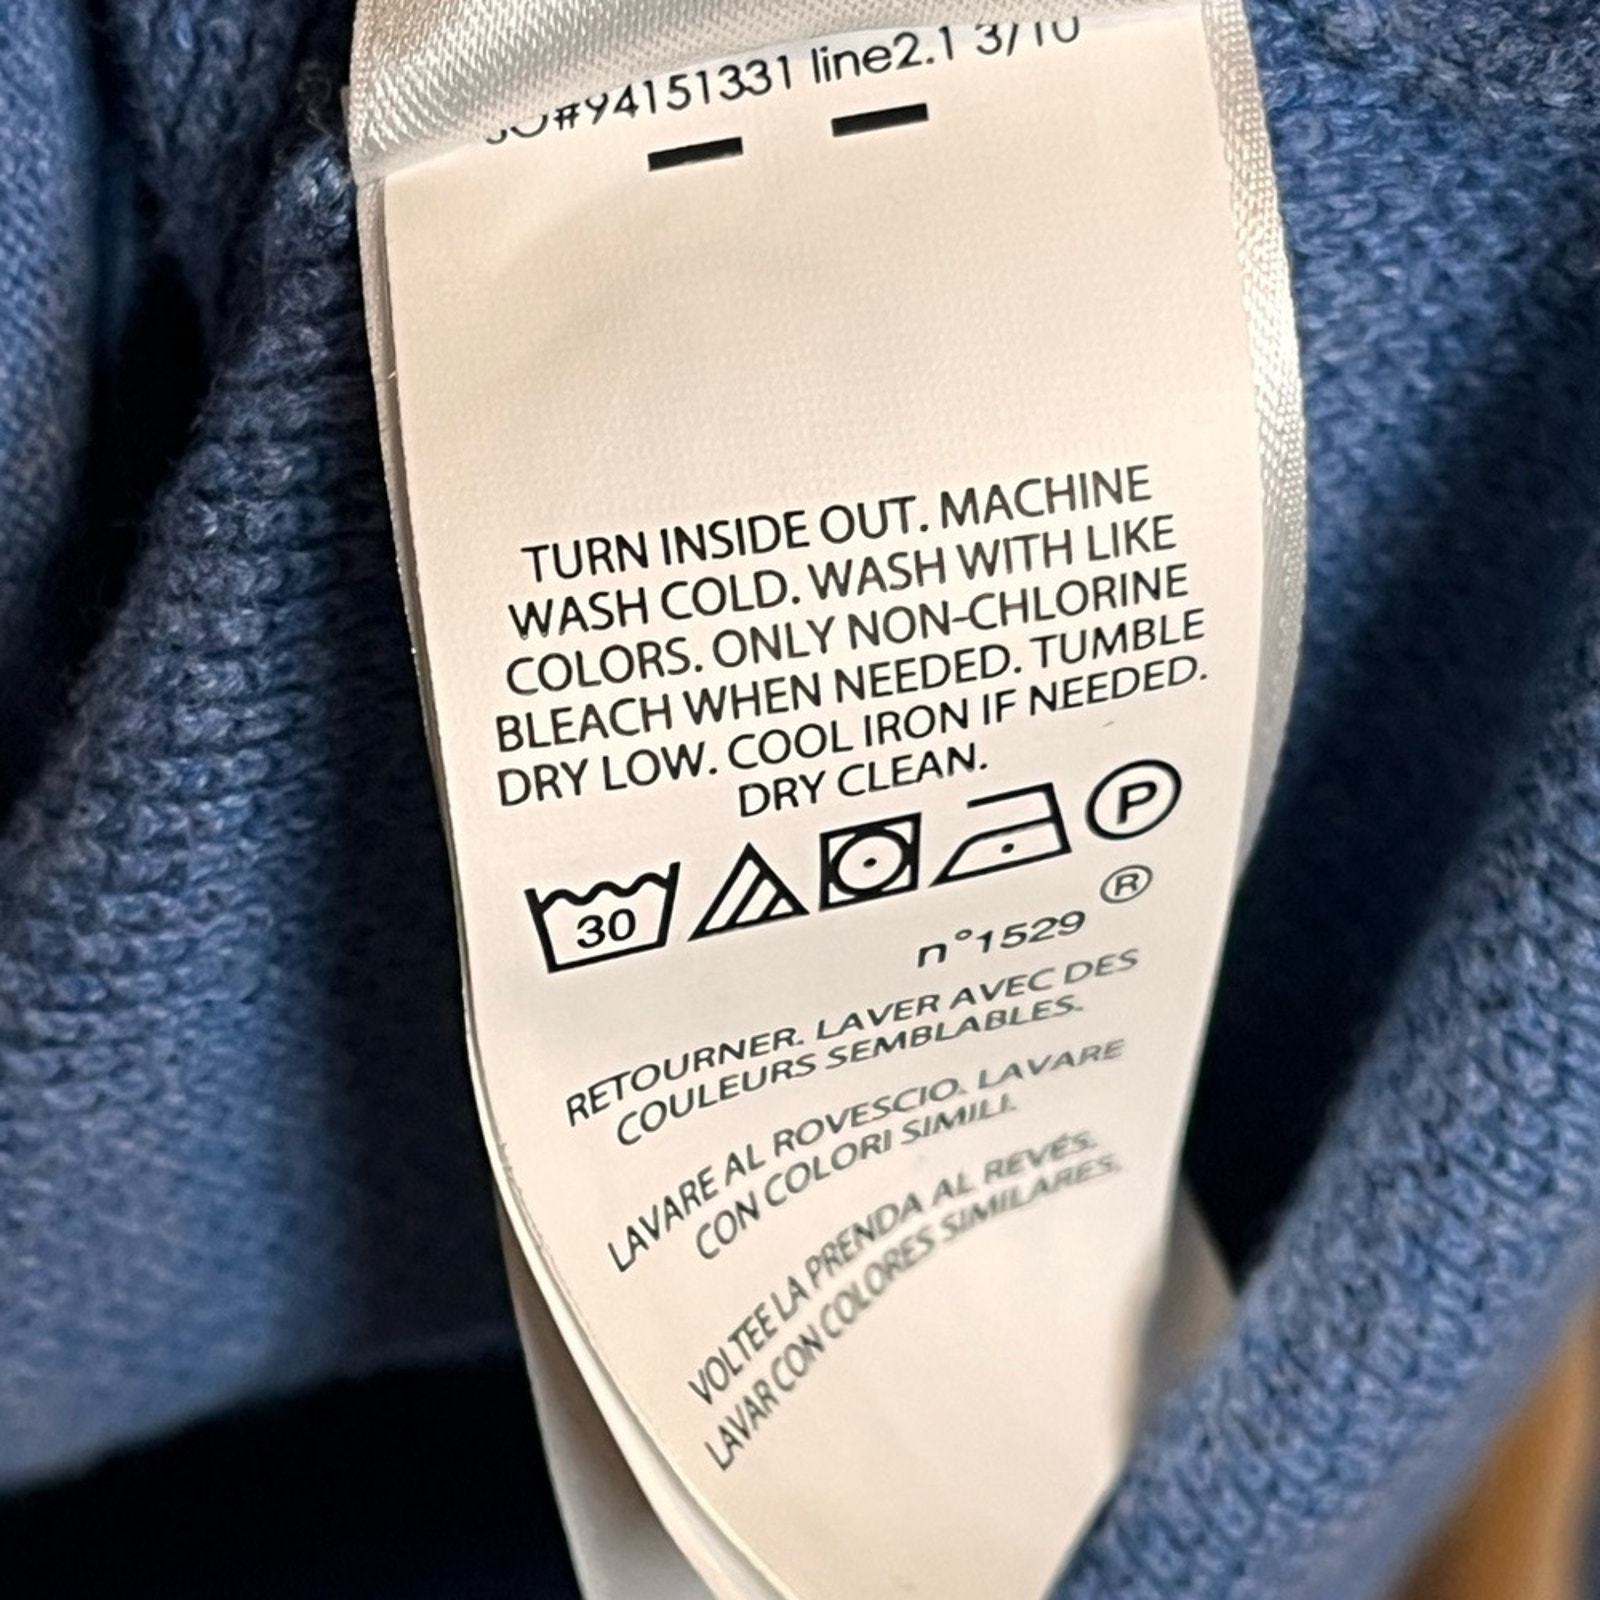 #94151331 line2.1 3/10
TURN INSIDE OUT. MACHINE
WASH COLD. WASH WITH LIKE
COLORS. ONLY NON-CHLORINE
BLEACH WHEN NEEDED. TUMBLE
DRY LOW. COOL IRON IF NEEDED.
DRY CLEAN.
30 P
®
n°1529
RETOURNER. LAVER AVEC DES
COULEURS SEMBLABLES.
LAVARE AL ROVESCIO. LAVARE
CON COLORI SIMILI.
VOLTEE LA PRENDA AL REVÉS.
LAVAR CON COLORES SIMILARES.